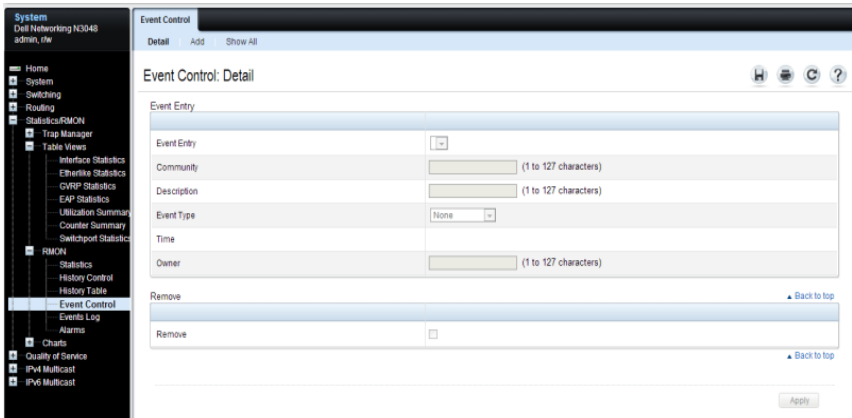 System
Dell Networking N3048
admin, r/w
Home
System
Switching
Routing
Statistics/RMON
Trap Manager
Table Views
Interface Statistics
Etherlike Statistics
GVRP Statistics
EAP Statistics
Utilization Summary
Counter Summary
Switchport Statistics
RMON
Statistics
History Control
History Table
Event Control
Events Log
Alarms
Charts
Quality of Service
IPv4 Multicast
IPv6 Multicast
Event Control
Detail Add Show All
Event Control: Detail
Event Entry
Event Entry
Community (1 to 127 characters)
Description (1 to 127 characters)
Event Type None
Time
Owner (1 to 127 characters)
Remove Back to top
Remove
Back to top
Apply